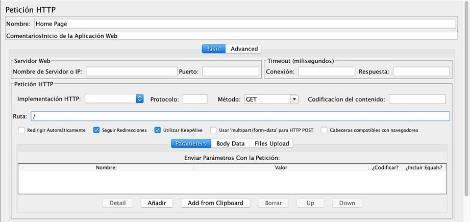 Petición HTTP
Nombre: Home Page
Comentarios Inicio de la Aplicación Web
Basic Advanced
Servidor Web Timeout (milisegundos)
Nombre de Servidor o IP: Puerto: Conexión: Respuesta:
Petición HTTP
Implementación HTTP: Protocolo: Método: GET Codificacion del contenido:
Ruta: /
Redirigir Automáticamente Seguir Redirecciones Utilizar KeepAlive Usar 'multipart/form-data' para HTTP POST Cabeceras compatibles con navegadores
Parameters Body Data Files Upload
Enviar Parámetros Con la Petición:
Nombre: Valor ¿Codificar? ¿Incluir Equals?
Detail Añadir Add from Clipboard Borrar Up Down